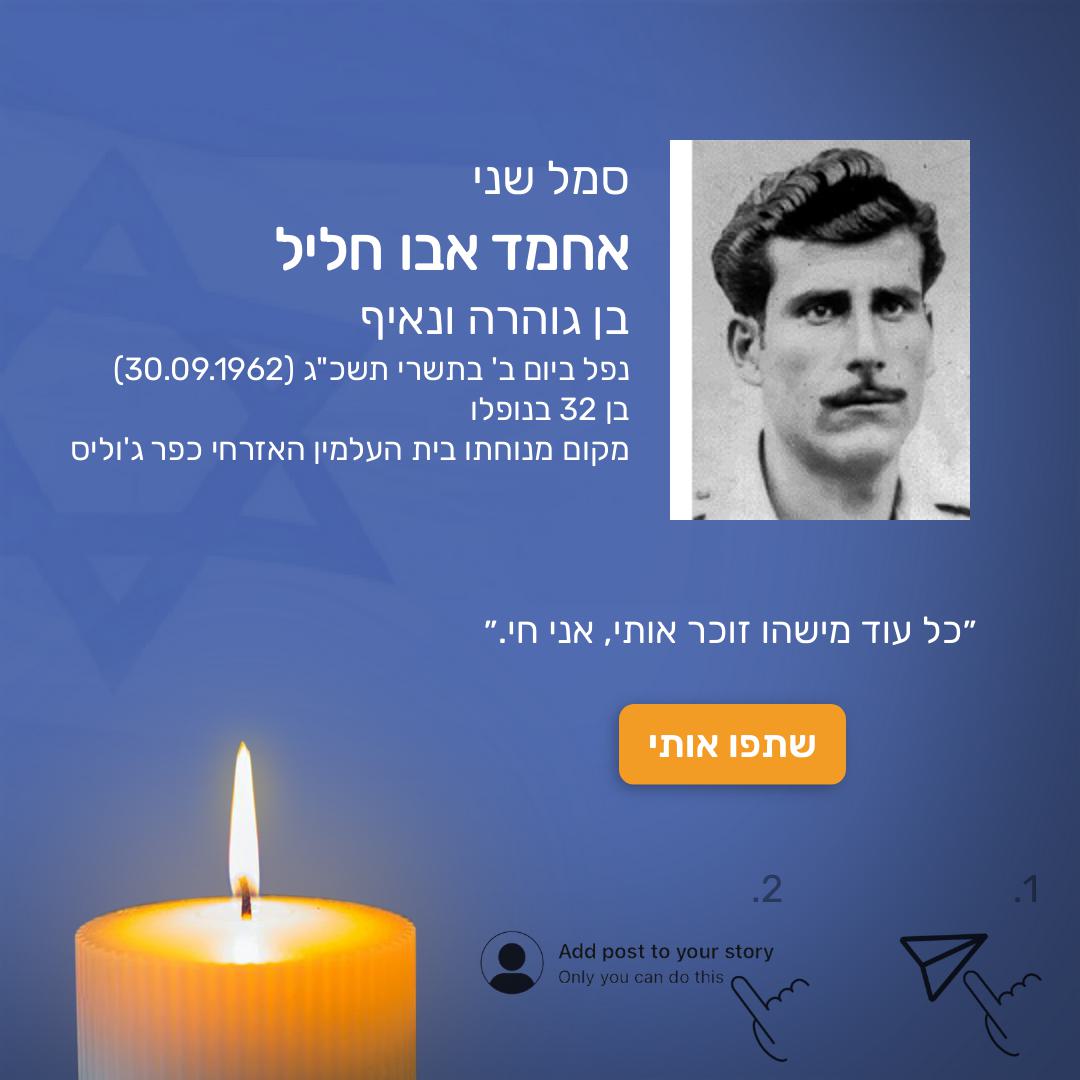 סמל שני
אחמד אבו חליל
בן גוהרה ונאיף
נפל ביום ב' בתשרי תשכ"ג (30.09.1962)
בן 32 בנופלו
מקום מנוחתו בית העלמין האזרחי כפר ג'וליס
״כל עוד מישהו זוכר אותי, אני חי.״
שתפו אותי
1.
2.
Add post to your story
Only you can do this